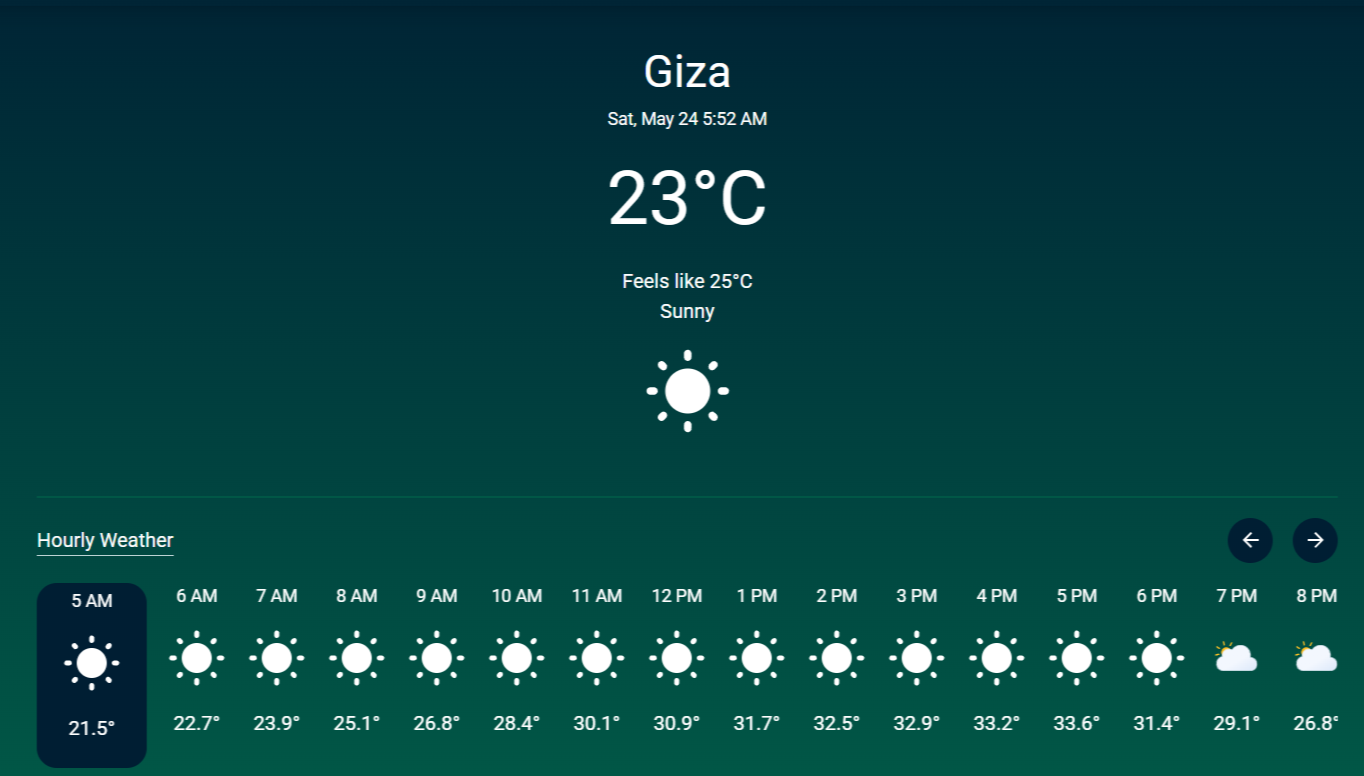 Giza
Sat, May 24 5:52 AM
23°C
Feels like 25°C
Sunny
Hourly Weather
5 AM 6 AM 7 AM 8 AM 9 AM 10 AM 11 AM 12 PM 1 PM 2 PM 3 PM 4 PM 5 PM 6 PM 7 PM 8 PM
21.5° 22.7° 23.9° 25.1° 26.8° 28.4° 30.1° 30.9° 31.7° 32.5° 32.9° 33.2° 33.6° 31.4° 29.1° 26.8°